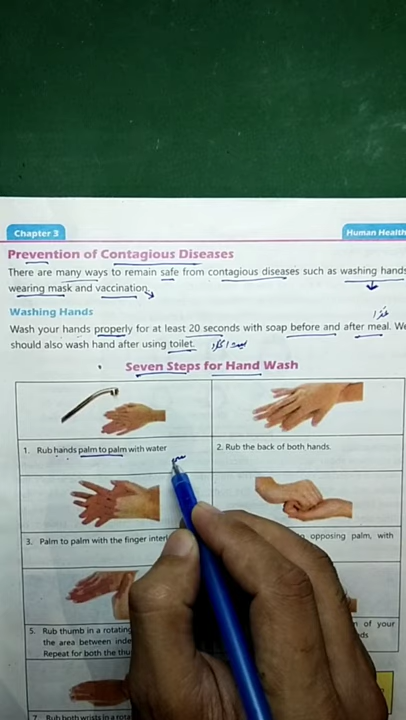 Chapter 3
Human Health
Prevention of Contagious Diseases
There are many ways to remain safe from contagious diseases such as washing hands
wearing mask and vaccination.
Washing Hands
Wash your hands properly for at least 20 seconds with soap before and after meal. We
should also wash hand after using toilet.
Seven Steps for Hand Wash
1. Rub hands palm to palm with water
2. Rub the back of both hands.
3. Palm to palm with the finger
opposing palm, with
5. Rub thumb in a rotating
of your
the area between
Repeat for both the
7. Rub both wrists in a